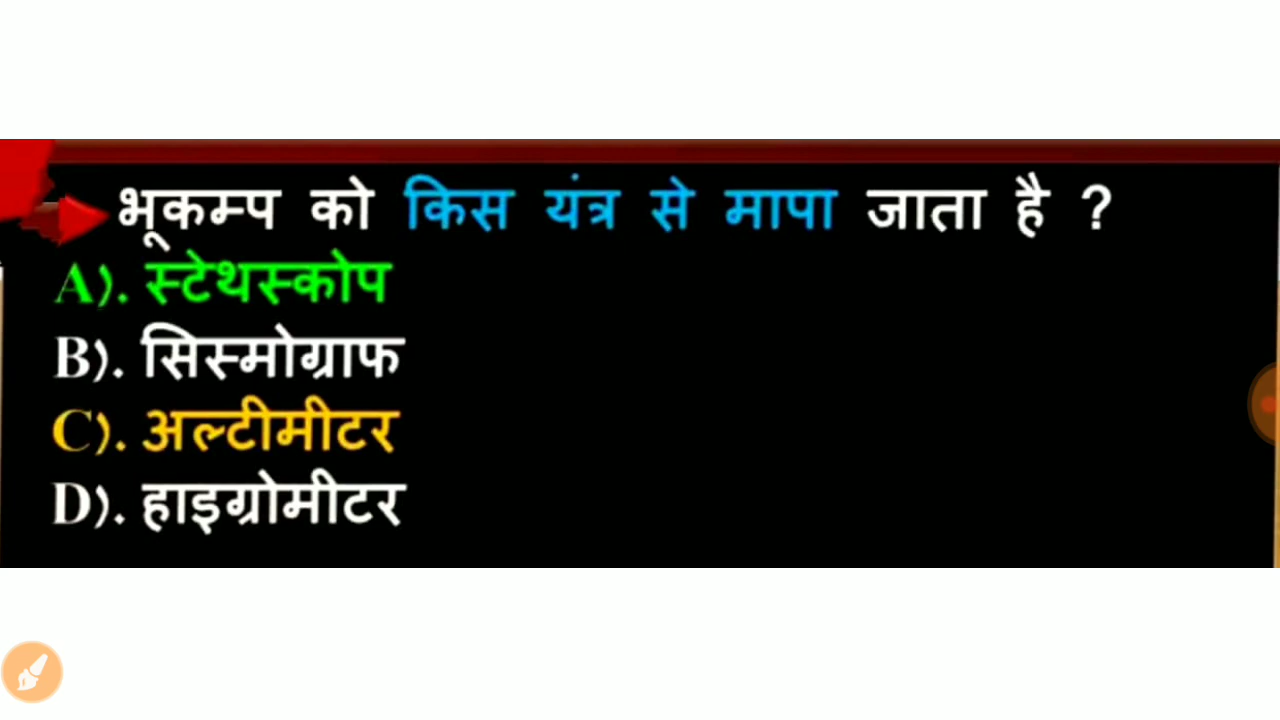 भूकम्प को किस यंत्र से मापा जाता है ?
A). स्टेथस्कोप
B). सिस्मोग्राफ
C). अल्टीमीटर
D). हाइग्रोमीटर